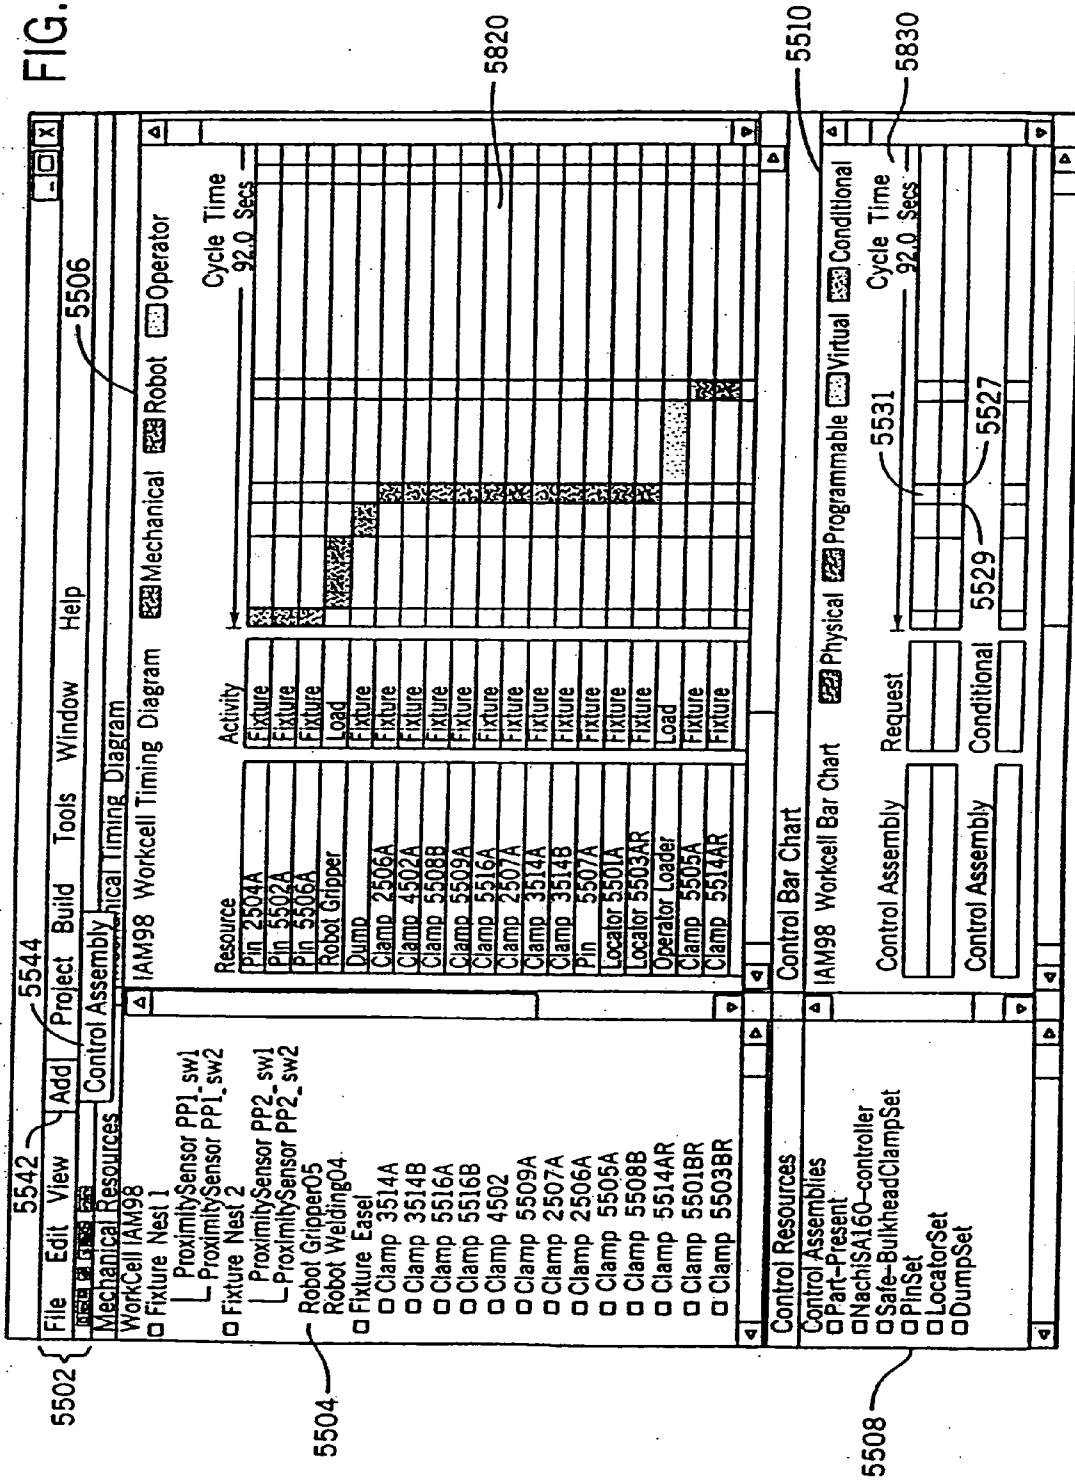 FIG.
5542
5544
5502
File Edit View Add Project Build Tools Window Help
Control Assembly
5506
Mechanical Resources
WorkCell IAM98
Fixture Nest 1
ProximitySensor PP1_sw1
ProximitySensor PP1_sw2
Fixture Nest 2
ProximitySensor PP2_sw1
ProximitySensor PP2_sw2
Robot Gripper05
Robot Welding04
Fixture Easel
Clamp 3514A
Clamp 3514B
Clamp 5516A
Clamp 5516B
Clamp 4502
Clamp 5509A
Clamp 2507A
Clamp 2506A
Clamp 5505A
Clamp 5508B
Clamp 5514AR
Clamp 5501BR
Clamp 5503BR
5504
nical Timing Diagram
IAM98 Workcell Timing Diagram Mechanical Robot Operator
Resource Activity Cycle Time
92.0 Secs
Pin 2504A Fixture
Pin 5502A Fixture
Pin 5506A Fixture
Robot Gripper Load
Dump Fixture
Clamp 2506A Fixture
Clamp 4502A Fixture
Clamp 5508B Fixture
Clamp 5509A Fixture
Clamp 5516A Fixture
Clamp 2507A Fixture
Clamp 3514A Fixture
Clamp 3514B Fixture
Pin 5507A Fixture
Locator 5501A Fixture
Locator 5503AR Fixture
Operator Loader Load
Clamp 5505A Fixture
Clamp 5514AR Fixture
5820
Control Resources
Control Assemblies
Part-Present
NachiSA160-controller
Safe-BulkheadClampSet
PinSet
LocatorSet
DumpSet
5508
Control Bar Chart
5510
IAM98 Workcell Bar Chart Physical Programmable Virtual Conditional
Control Assembly Request
5531
Cycle Time
92.0 Secs
5830
5529
5527
Control Assembly Conditional